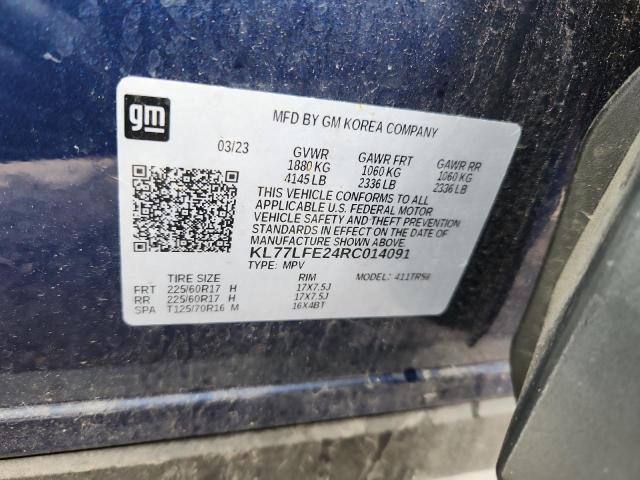 gm
MFD BY GM KOREA COMPANY
03/23 GVWR GAWR FRT GAWR RR
1880 KG 1060 KG 1060 KG
4145 LB 2336 LB 2336 LB
THIS VEHICLE CONFORMS TO ALL
APPLICABLE U.S. FEDERAL MOTOR
VEHICLE SAFETY AND THEFT PREVENTION
STANDARDS IN EFFECT ON THE DATE OF
MANUFACTURE SHOWN ABOVE
KL77LFE24RC014091
TYPE: MPV MODEL:
TIRE SIZE RIM
FRT 225/60R17 H 17X7.5J
RR 225/60R17 H 17X7.5J
SPA T125/70R16 M 16X4BT